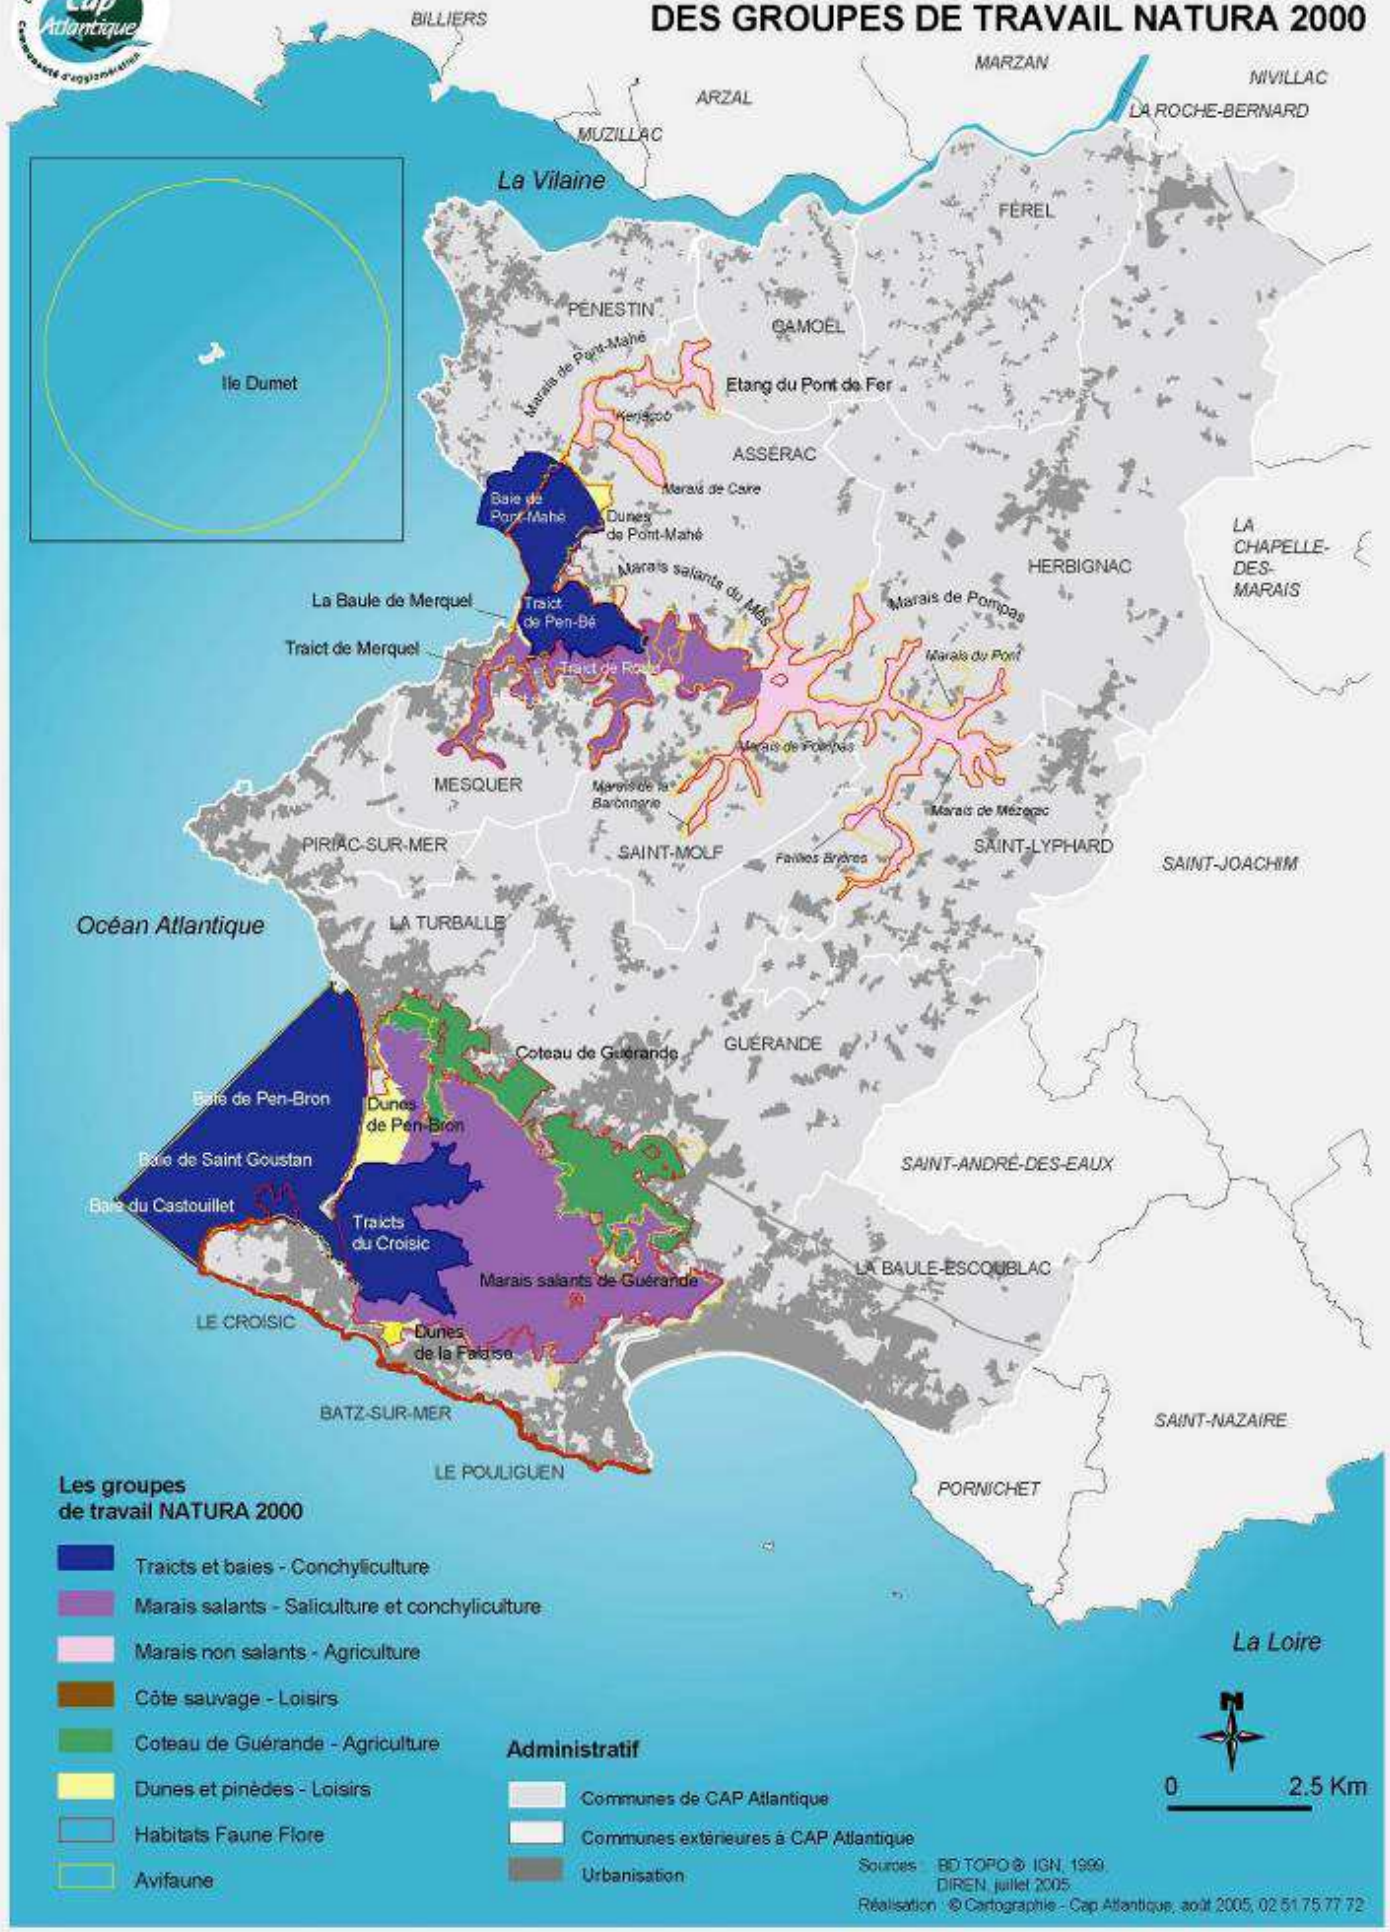 Cap
Atlantique
communauté d'agglomération
DES GROUPES DE TRAVAIL NATURA 2000
BILLIERS
MARZAN
NIVILLAC
ARZAL
LA ROCHE-BERNARD
MUZILLAC
La Vilaine
FÉREL
PÉNESTIN
CAMOËL
Marais de Pont-Mahé
Ile Dumet
Etang du Pont de Fer
Kerjacob
ASSÉRAC
Marais de Caire
Baie de
Pont-Mahé
Dunes
de Pont-Mahé
LA
CHAPELLE-
DES-
MARAIS
HERBIGNAC
Marais salants du Mès
La Baule de Merquel
Traict
de Pen-Bé
Marais de Pompas
Traict de Merquel
Marais du Pont
Traict de
Marais de Pompas
MESQUER
Marais de la
Barbonnerie
Marais de Mézerac
PIRIAC-SUR-MER
SAINT-MOLF
Faillies Brières
SAINT-LYPHARD
SAINT-JOACHIM
Océan Atlantique
LA TURBALLE
GUÉRANDE
Coteau de Guérande
Baie de Pen-Bron
Dunes
de Pen-Bron
Baie de Saint Goustan
SAINT-ANDRÉ-DES-EAUX
Baie du Castouillet
Traicts
du Croisic
LA BAULE-ESCOUBLAC
Marais salants de Guérande
LE CROISIC
Dunes
de la Falaise
BATZ-SUR-MER
SAINT-NAZAIRE
LE POULIGUEN
PORNICHET
Les groupes
de travail NATURA 2000
Traicts et baies - Conchyliculture
Marais salants - Saliculture et conchyliculture
Marais non salants - Agriculture
Côte sauvage - Loisirs
Coteau de Guérande - Agriculture
Dunes et pinèdes - Loisirs
Habitats Faune Flore
Avifaune
Administratif
Communes de CAP Atlantique
Communes extérieures à CAP Atlantique
Urbanisation
La Loire
N
0 2.5 Km
Sources : BD TOPO ® IGN, 1999,
DIREN, juillet 2005
Réalisation : © Cartographie - Cap Atlantique, août 2005, 02 51 75 77 72